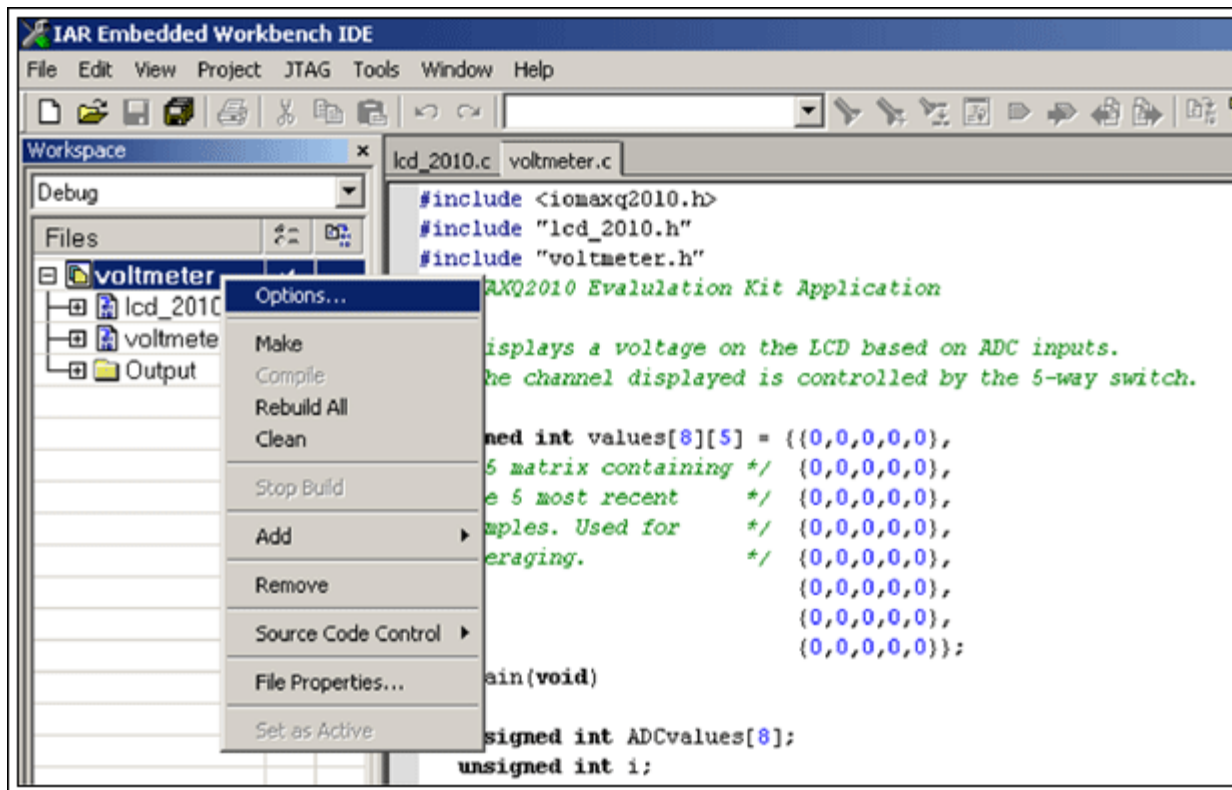 IAR Embedded Workbench IDE
File Edit View Project JTAG Tools Window Help
Workspace
Debug
Files
voltmeter
lcd_2010
voltmete
Output
Options...
Make
Compile
Rebuild All
Clean
Stop Build
Add
Remove
Source Code Control
File Properties...
Set as Active
lcd_2010.c voltmeter.c
#include <iomaxq2010.h>
#include "lcd_2010.h"
#include "voltmeter.h"
AXQ2010 Evalulation Kit Application
isplays a voltage on the LCD based on ADC inputs.
he channel displayed is controlled by the 5-way switch.
ned int values[8][5] = {{0,0,0,0,0},
5 matrix containing */ {0,0,0,0,0},
e 5 most recent */ {0,0,0,0,0},
mples. Used for */ {0,0,0,0,0},
eraging. */ {0,0,0,0,0},
{0,0,0,0,0},
{0,0,0,0,0},
{0,0,0,0,0}};
ain(void)
signed int ADCvalues[8];
unsigned int i;